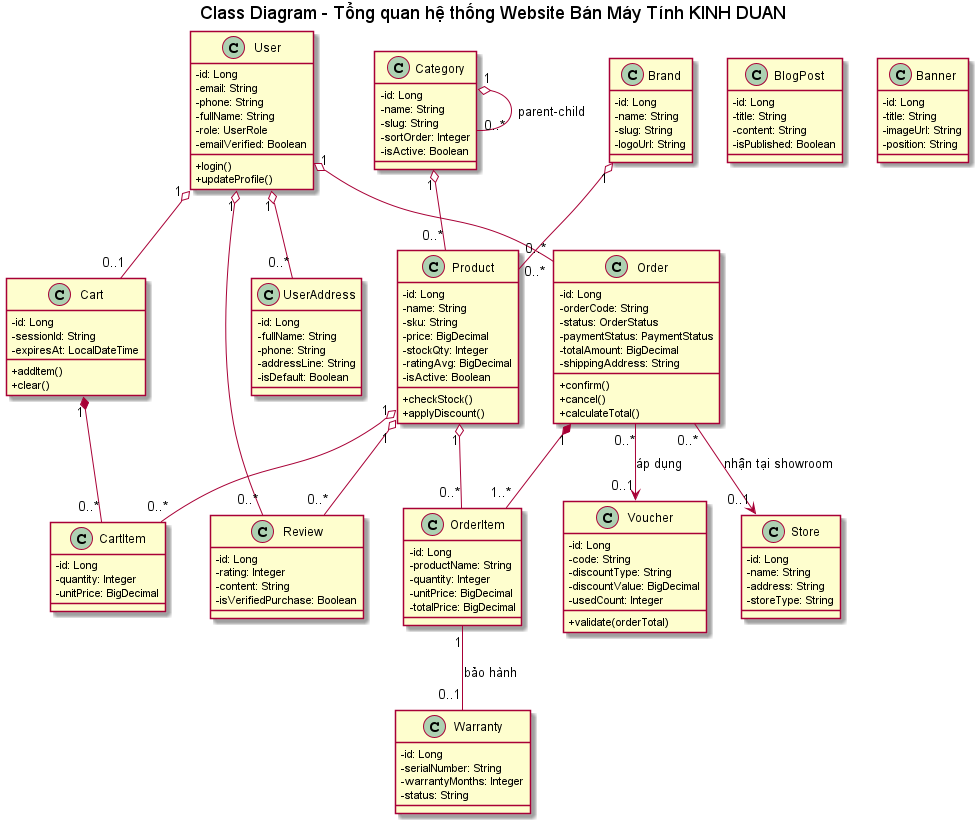 Class Diagram - Tổng quan hệ thống Website Bán Máy Tính KINH DUAN
C User
-id: Long
-email: String
-phone: String
-fullName: String
-role: UserRole
-emailVerified: Boolean
+login()
+updateProfile()
C Category
-id: Long
-name: String
-slug: String
-sortOrder: Integer
-isActive: Boolean
1
0..*
parent-child
C Brand
-id: Long
-name: String
-slug: String
-logoUrl: String
C BlogPost
-id: Long
-title: String
-content: String
-isPublished: Boolean
C Banner
-id: Long
-title: String
-imageUrl: String
-position: String
1
1
1
1
1
1
0..1
0..*
0..*
0..*
0..*
C Cart
-id: Long
-sessionId: String
-expiresAt: LocalDateTime
+addItem()
+clear()
C UserAddress
-id: Long
-fullName: String
-phone: String
-addressLine: String
-isDefault: Boolean
C Product
-id: Long
-name: String
-sku: String
-price: BigDecimal
-stockQty: Integer
-ratingAvg: BigDecimal
-isActive: Boolean
+checkStock()
+applyDiscount()
C Order
-id: Long
-orderCode: String
-status: OrderStatus
-paymentStatus: PaymentStatus
-totalAmount: BigDecimal
-shippingAddress: String
+confirm()
+cancel()
+calculateTotal()
1
1
1
1
1
0..*
0..*
áp dụng
nhận tại showroom
0..*
0..*
0..*
0..*
0..*
1..*
0..1
0..1
C CartItem
-id: Long
-quantity: Integer
-unitPrice: BigDecimal
C Review
-id: Long
-rating: Integer
-content: String
-isVerifiedPurchase: Boolean
C OrderItem
-id: Long
-productName: String
-quantity: Integer
-unitPrice: BigDecimal
-totalPrice: BigDecimal
C Voucher
-id: Long
-code: String
-discountType: String
-discountValue: BigDecimal
-usedCount: Integer
+validate(orderTotal)
C Store
-id: Long
-name: String
-address: String
-storeType: String
1
bảo hành
0..1
C Warranty
-id: Long
-serialNumber: String
-warrantyMonths: Integer
-status: String